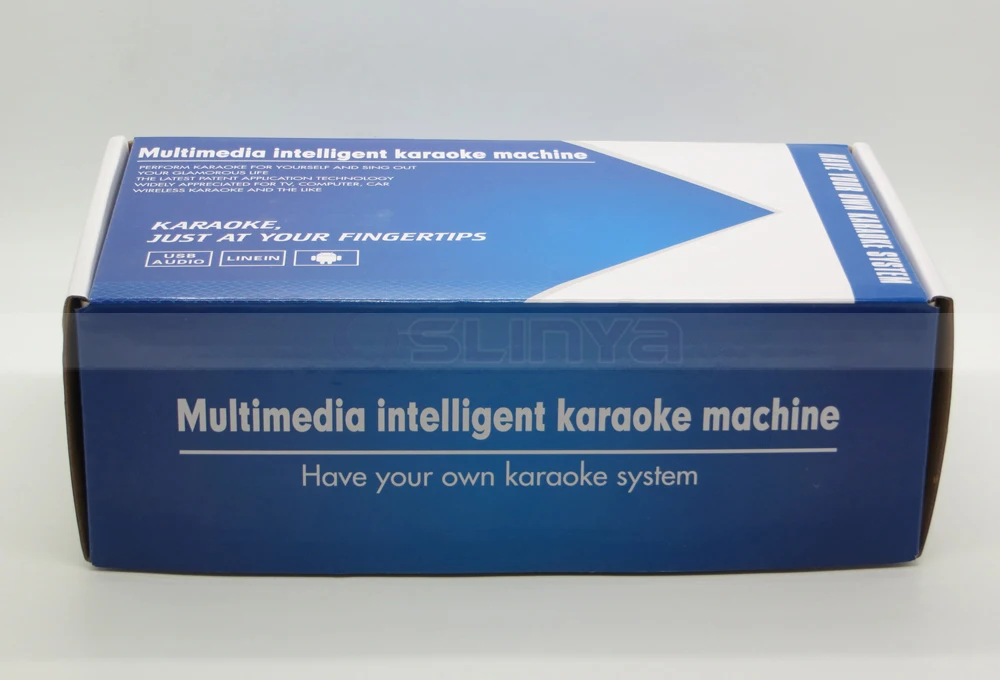 Multimedia intelligent karaoke machine
PERFORM KARAOKE FOR YOURSELF AND SING OUT
YOUR GLAMOROUS LIFE
THE LATEST PATENT APPLICATION TECHNOLOGY
WIDELY APPRECIATED FOR TV, COMPUTER, CAR
WIRELESS KARAOKE AND THE LIKE
KARAOKE,
JUST AT YOUR FINGERTIPS
USB
AUDIO
LINEIN
HAVE YOUR OWN KARAOKE SYSTEM
SLINYA
Multimedia intelligent karaoke machine
Have your own karaoke system